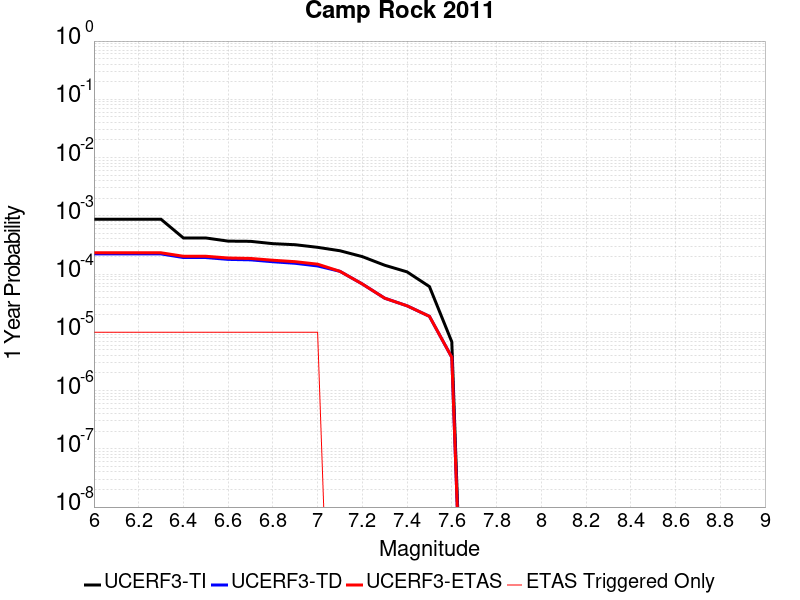 Camp Rock 2011
10^0
10^-1
10^-2
10^-3
10^-4
10^-5
10^-6
10^-7
10^-8
1 Year Probability
6 6.2 6.4 6.6 6.8 7 7.2 7.4 7.6 7.8 8 8.2 8.4 8.6 8.8 9
Magnitude
UCERF3-TI UCERF3-TD UCERF3-ETAS ETAS Triggered Only